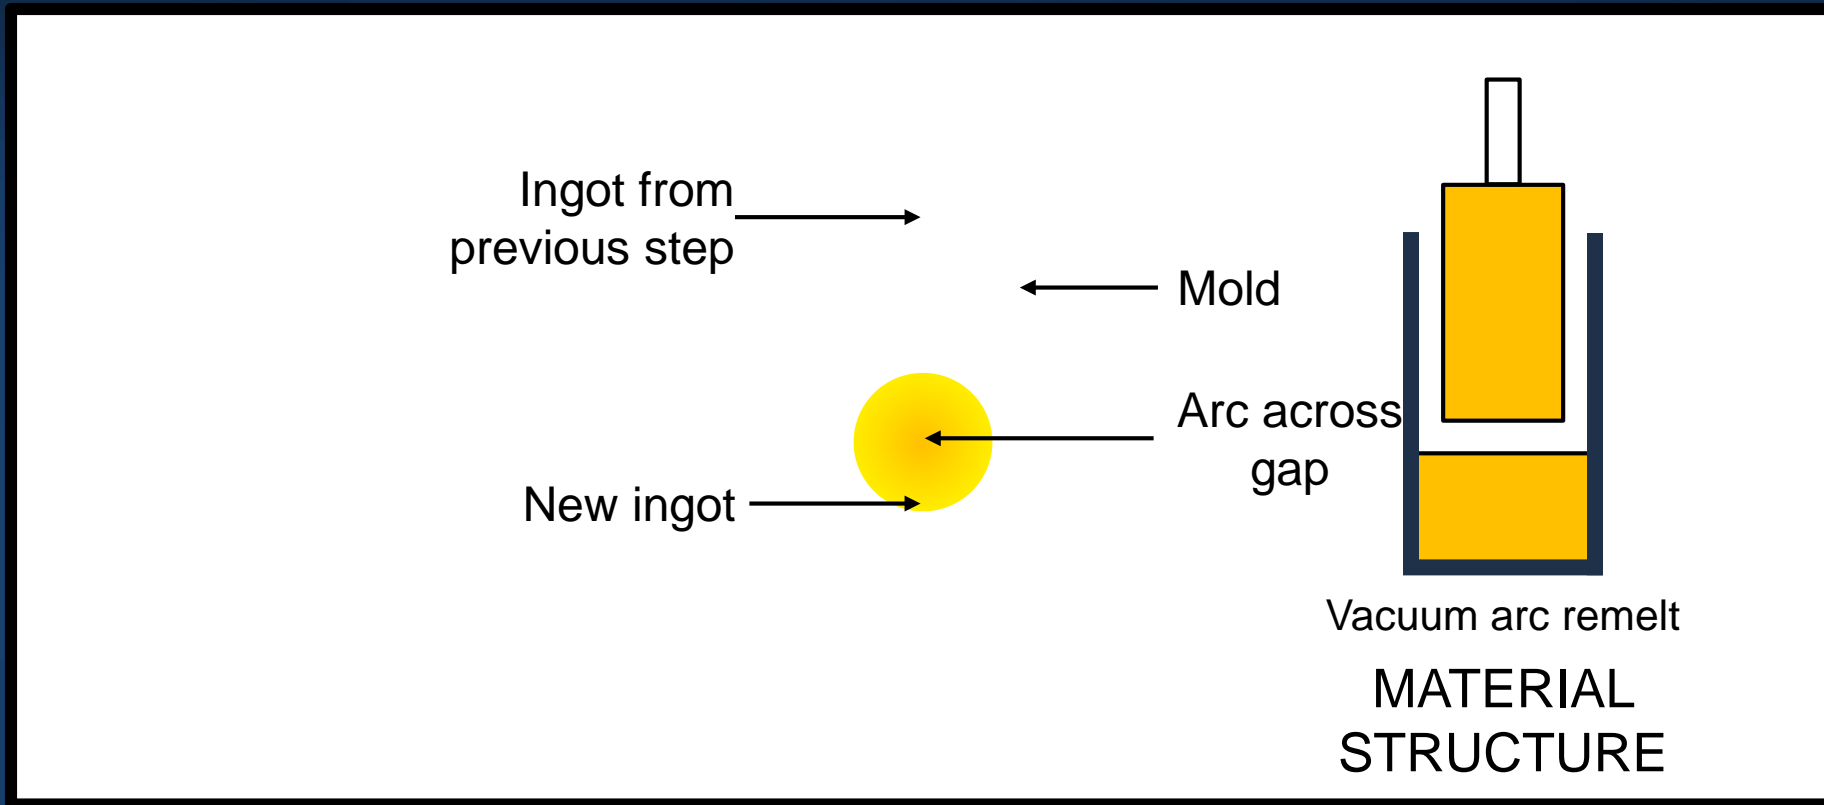 Ingot from
previous step
Mold
Arc across
gap
New ingot
Vacuum arc remelt
MATERIAL
STRUCTURE